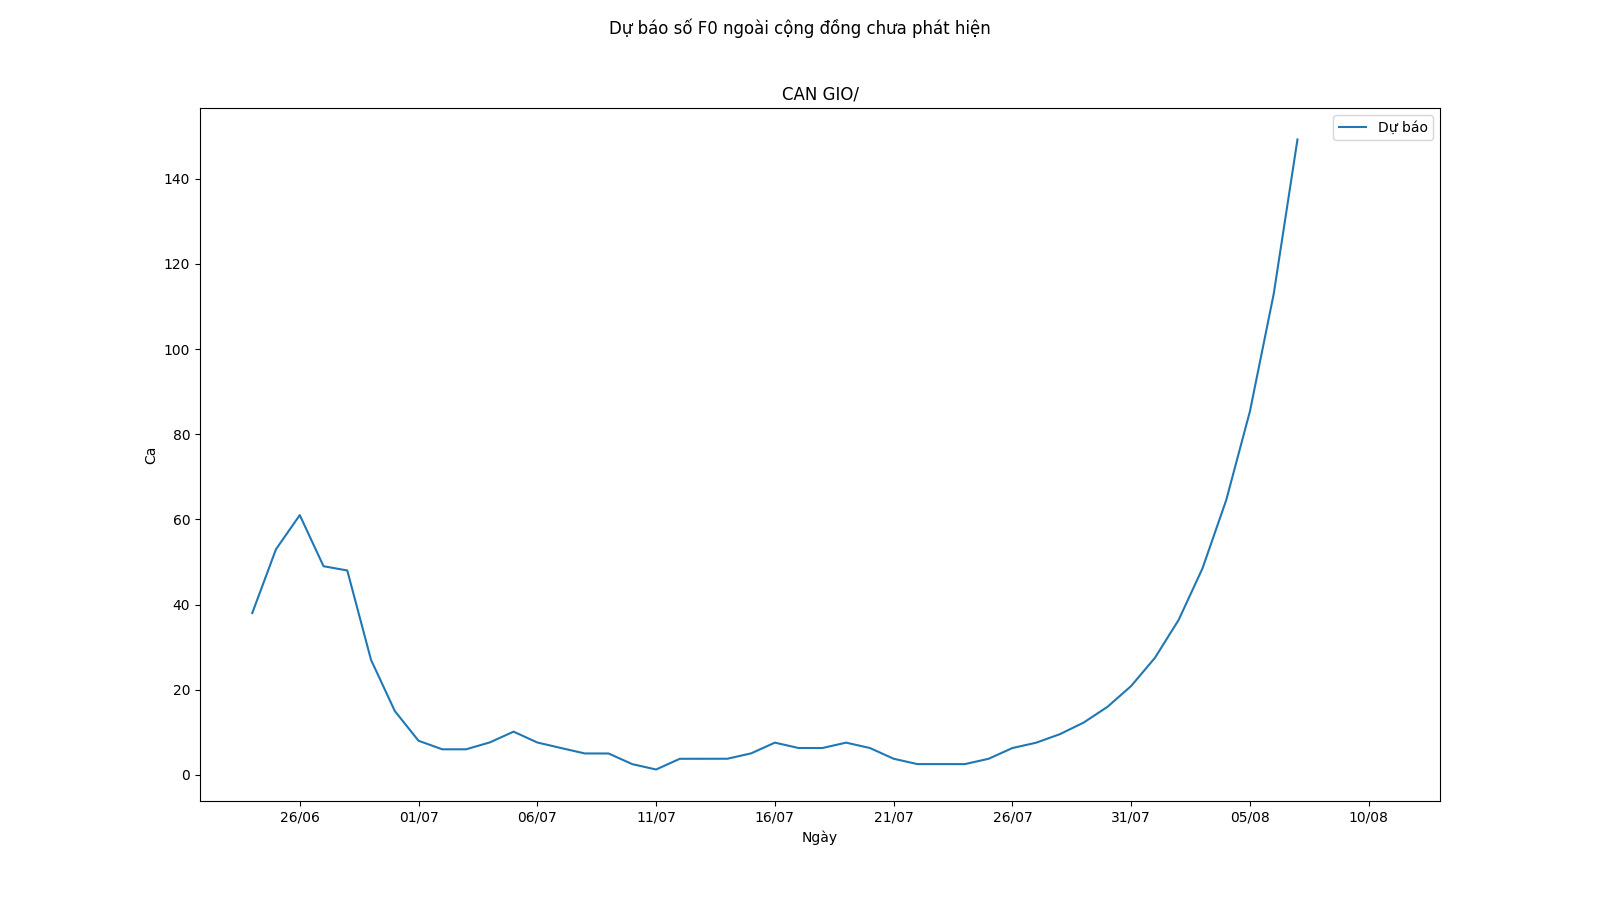 Dự báo số F0 ngoài cộng đồng chưa phát hiện
CAN GIO/
Dự báo
140
120
100
80
60
40
20
0
Ca
26/06 01/07 06/07 11/07 16/07 21/07 26/07 31/07 05/08 10/08
Ngày